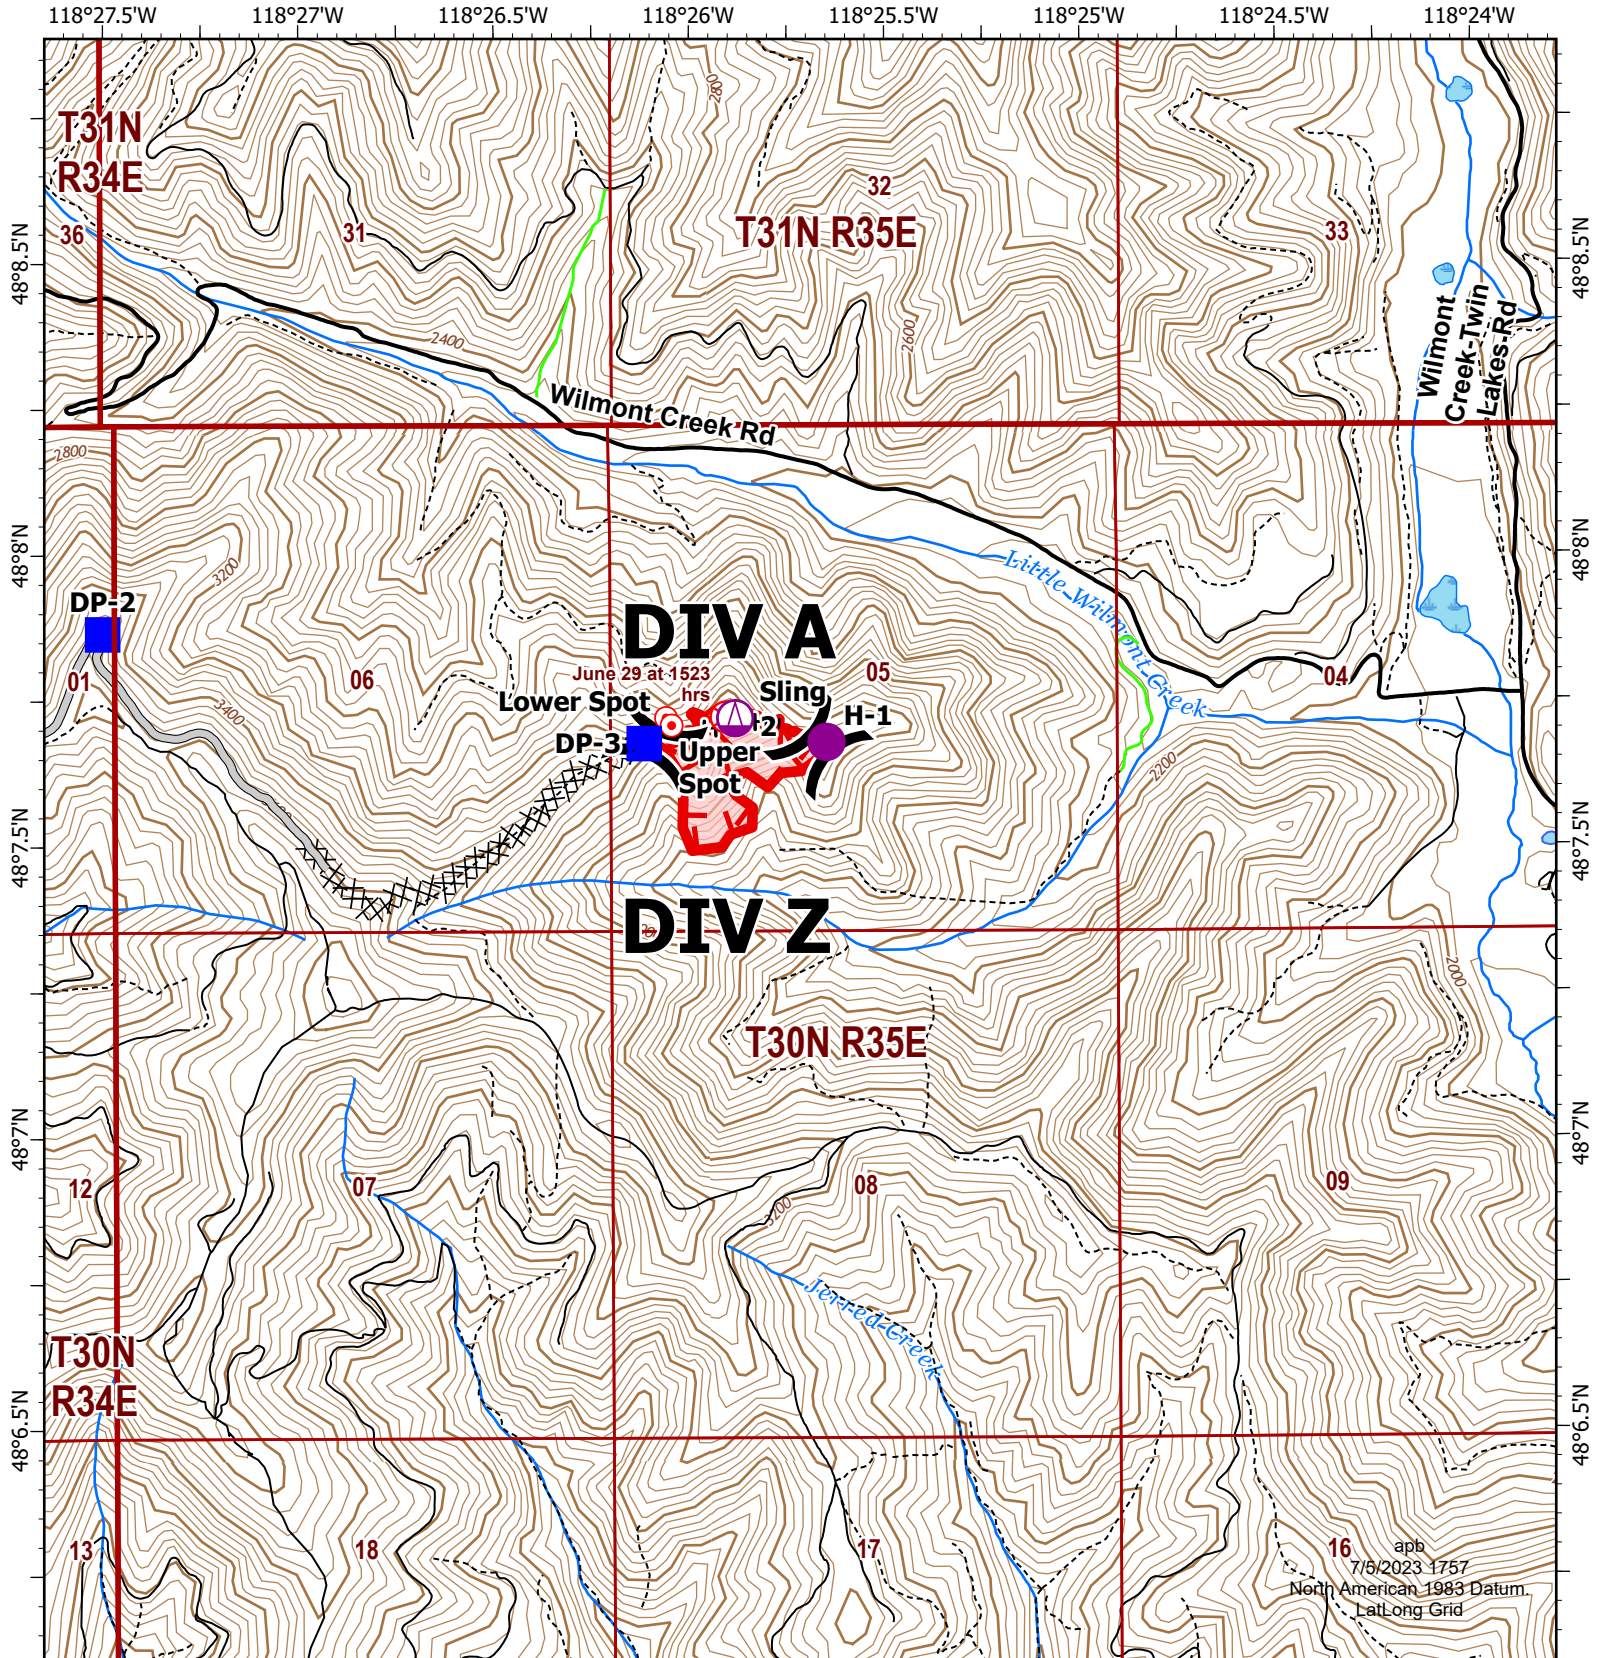 118°27.5'W 118°27'W 118°26.5'W 118°26'W 118°25.5'W 118°25'W 118°24.5'W 118°24'W
T31N
R34E
36
31
32
T31N R35E
33
2800
48°8.5'N
48°8.5'N
2400
2600
Wilmont
Creek-Twin
Lakes-Rd
Wilmont Creek Rd
2800
48°8'N
48°8'N
3200
Little Wilmont Creek
DP-2
DIV A
01
06
June 29 at 1523
hrs
05
04
Lower Spot
Sling
H-1
DP-3
Upper
Spot
3400
2200
48°7.5'N
48°7.5'N
DIV Z
2000
T30N R35E
48°7'N
48°7'N
12
07
08
09
3200
Jerred Creek
T30N
R34E
48°6.5'N
48°6.5'N
13
18
17
16
apb
7/5/2023 1757
North American 1983 Datum.
LatLong Grid